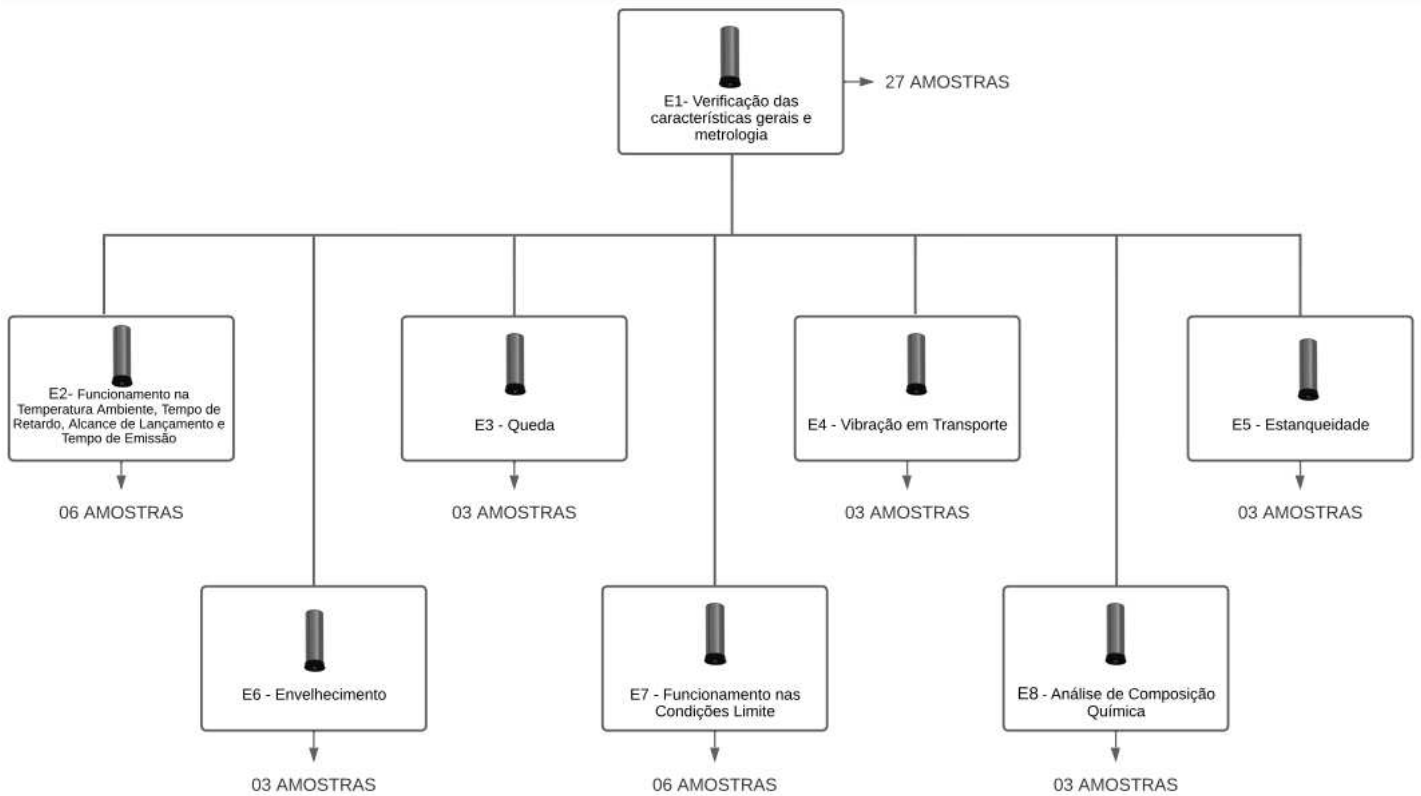 E1- Verificação das
características gerais e
metrologia
27 AMOSTRAS
E2- Funcionamento na
Temperatura Ambiente, Tempo de
Retardo, Alcance de Lançamento e
Tempo de Emissão
06 AMOSTRAS
E3 - Queda
03 AMOSTRAS
E4 - Vibração em Transporte
03 AMOSTRAS
E5 - Estanqueidade
03 AMOSTRAS
E6 - Envelhecimento
03 AMOSTRAS
E7 - Funcionamento nas
Condições Limite
06 AMOSTRAS
E8 - Análise de Composição
Química
03 AMOSTRAS